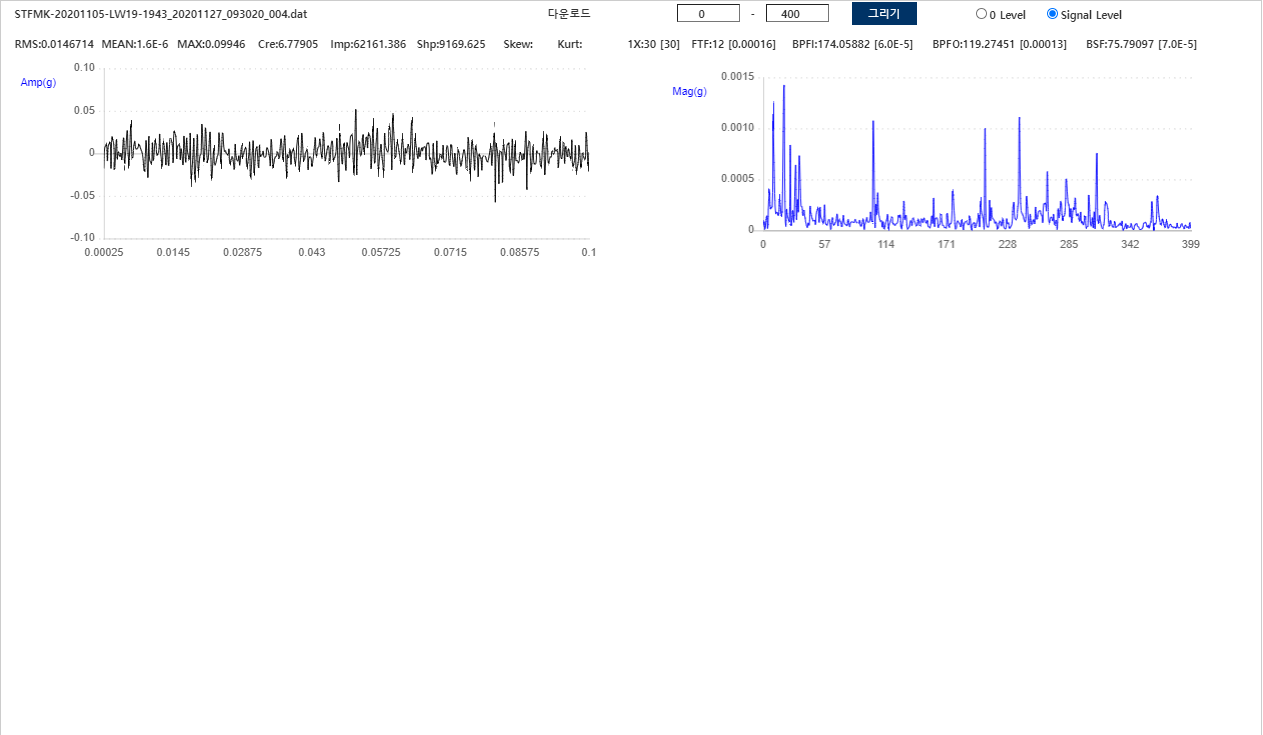 STFMK-20201105-LW19-1943_20201127_093020_004.dat 다운로드 0 - 400 그리기 0 Level Signal Level
RMS:0.0146714 MEAN:1.6E-6 MAX:0.09946 Cre:6.77905 Imp:62161.386 Shp:9169.625 Skew: Kurt: 1X:30 [30] FTF:12 [0.00016] BPFI:174.05882 [6.0E-5] BPFO:119.27451 [0.00013] BSF:75.79097 [7.0E-5]
Amp(g)
0.10
0.05
0
-0.05
-0.10
0.00025 0.0145 0.02875 0.043 0.05725 0.0715 0.08575 0.1
Mag(g)
0.0015
0.0010
0.0005
0
0 57 114 171 228 285 342 399